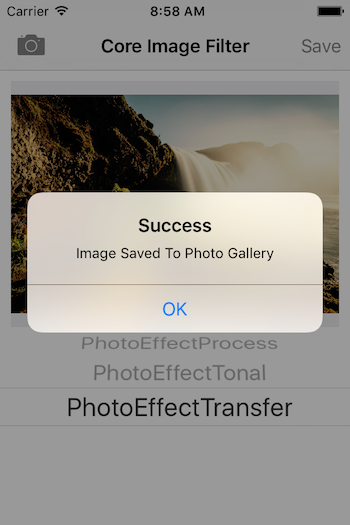 Carrier 8:58 AM
Core Image Filter Save
Success
Image Saved To Photo Gallery
OK
PhotoEffectProcess
PhotoEffectTonal
PhotoEffectTransfer